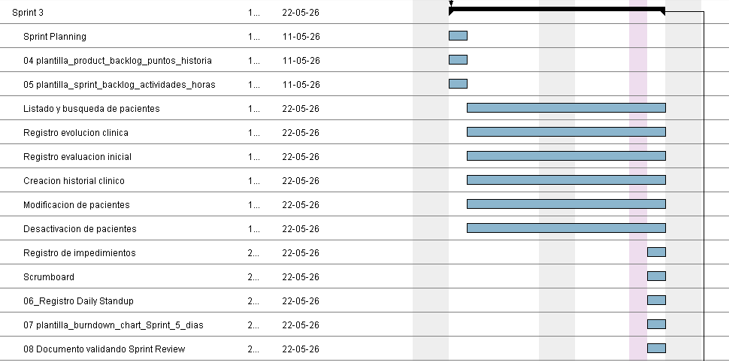 Sprint 3 1... 22-05-26
Sprint Planning 1... 11-05-26
04 plantilla_product_backlog_puntos_historia 1... 11-05-26
05 plantilla_sprint_backlog_actividades_horas 1... 11-05-26
Listado y busqueda de pacientes 1... 22-05-26
Registro evolucion clinica 1... 22-05-26
Registro evaluacion inicial 1... 22-05-26
Creacion historial clinico 1... 22-05-26
Modificacion de pacientes 1... 22-05-26
Desactivacion de pacientes 1... 22-05-26
Registro de impedimientos 2... 22-05-26
Scrumboard 2... 22-05-26
06_Registro Daily Standup 2... 22-05-26
07 plantilla_burndown_chart_Sprint_5_dias 2... 22-05-26
08 Documento validando Sprint Review 2... 22-05-26